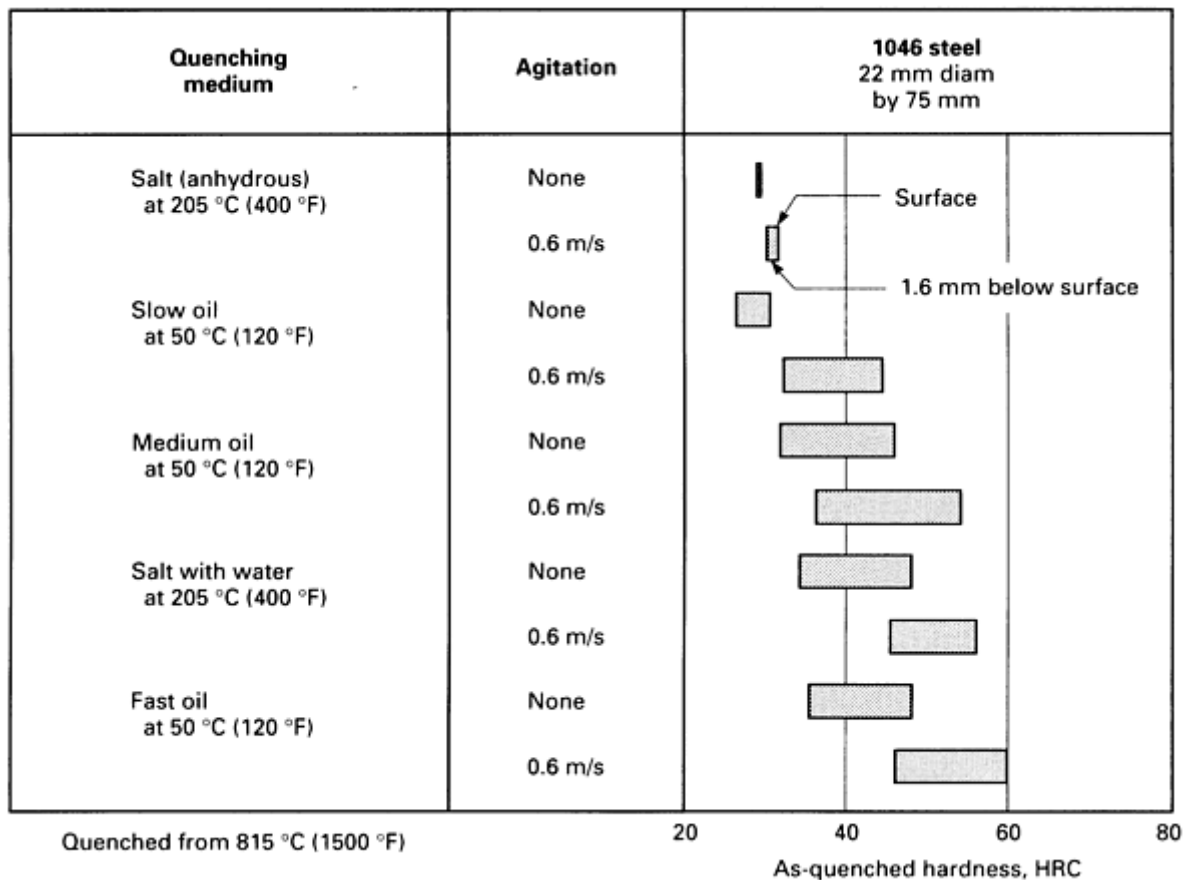 Quenching
medium
Agitation
1046 steel
22 mm diam
by 75 mm
Salt (anhydrous)
at 205 °C (400 °F)
None
Surface
0.6 m/s
1.6 mm below surface
Slow oil
at 50 °C (120 °F)
None
0.6 m/s
Medium oil
at 50 °C (120 °F)
None
0.6 m/s
Salt with water
at 205 °C (400 °F)
None
0.6 m/s
Fast oil
at 50 °C (120 °F)
None
0.6 m/s
Quenched from 815 °C (1500 °F)
20 40 60 80
As-quenched hardness, HRC